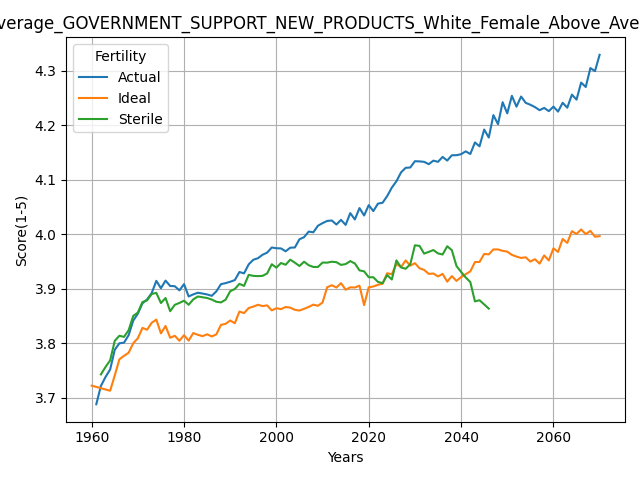 verage_GOVERNMENT_SUPPORT_NEW_PRODUCTS_White_Female_Above_Ave
Fertility
Actual
Ideal
Sterile
4.3
4.2
4.1
4.0
3.9
3.8
3.7
Score(1-5)
1960 1980 2000 2020 2040 2060
Years